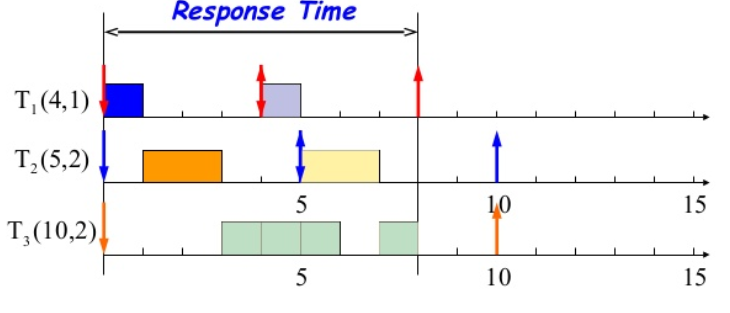 Response Time
T₁(4,1)
T₂(5,2)
5 10 15
T₃(10,2)
5 10 15